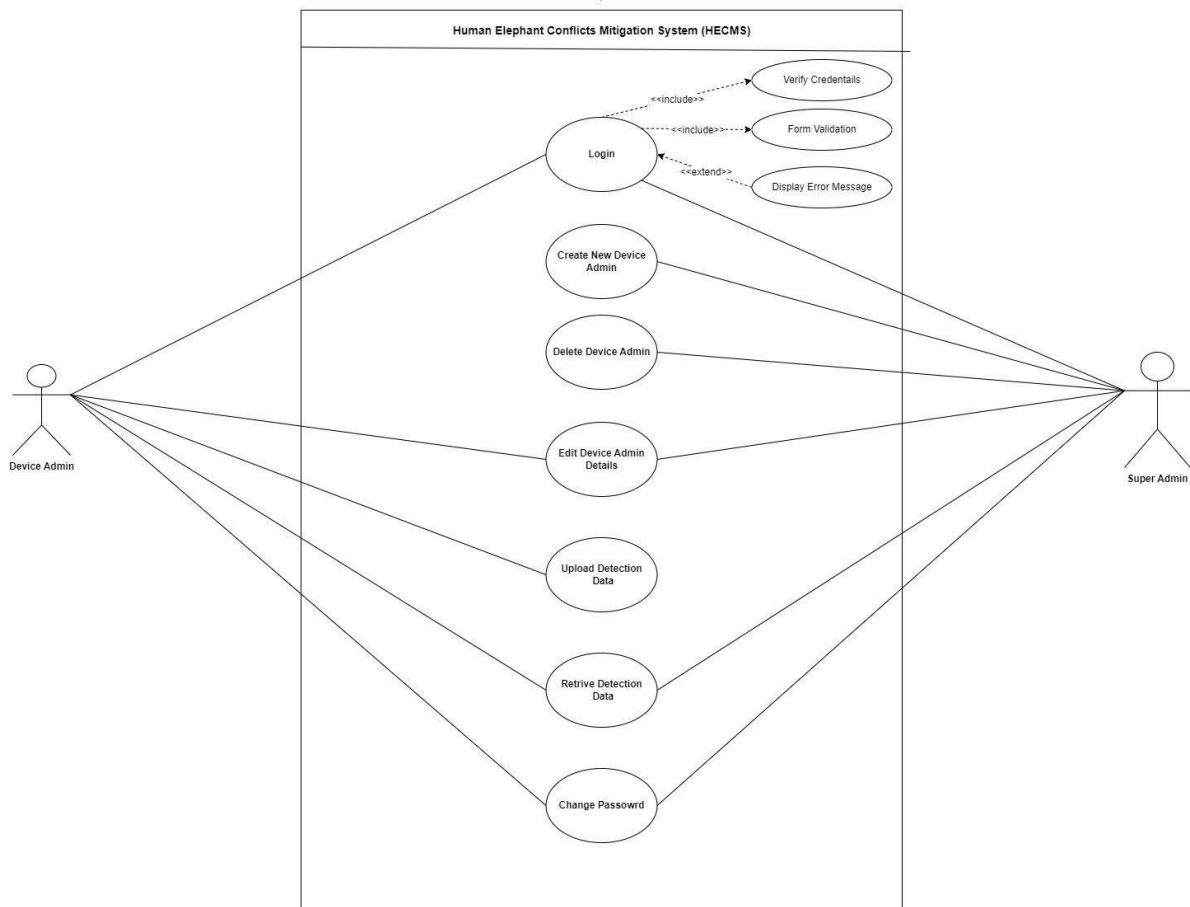 Human Elephant Conflicts Mitigation System (HECMS)
Verify Credentails
<<include>>
Form Validation
<<include>>
Login
<<extend>>
Display Error Message
Create New Device
Admin
Delete Device Admin
Edit Device Admin
Details
Device Admin
Super Admin
Upload Detection
Data
Retrive Detection
Data
Change Passowrd